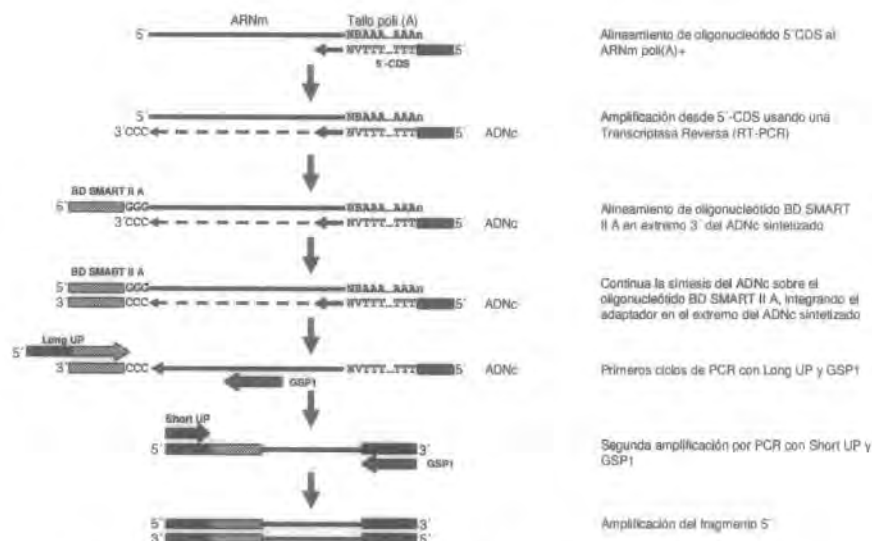 ARNm Tallo poli (A)
5´ NBAAA…AAAn
NVTTT…TTT 5´
5´-CDS
Alineamiento de oligonucleótido 5´CDS al
ARNm poli(A)+
5´ NBAAA…AAAn
3´CCC NVTTT…TTT 5´ ADNc
Amplificación desde 5´-CDS usando una
Transcriptasa Reversa (RT-PCR)
BD SMART II A
5´ GGG NBAAA…AAAn
3´ CCC NVTTT…TTT 5´ ADNc
Alineamiento de oligonucleótido BD SMART
II A en extremo 3´ del ADNc sintetizado
BD SMART II A
5´ GGG NBAAA…AAAn
3´ CCC NVTTT…TTT 5´ ADNc
Continua la síntesis del ADNc sobre el
oligonucleótido BD SMART II A, integrando el
adaptador en el extremo del ADNc sintetizado
Long UP
5´
3´ CCC NVTTT…TTT 5´ ADNc
GSP1
Primeros ciclos de PCR con Long UP y GSP1
Short UP
5´ 3´
GSP1
Segunda amplificación por PCR con Short UP y
GSP1
5´ 3´
3´ 5´
Amplificación del fragmento 5´